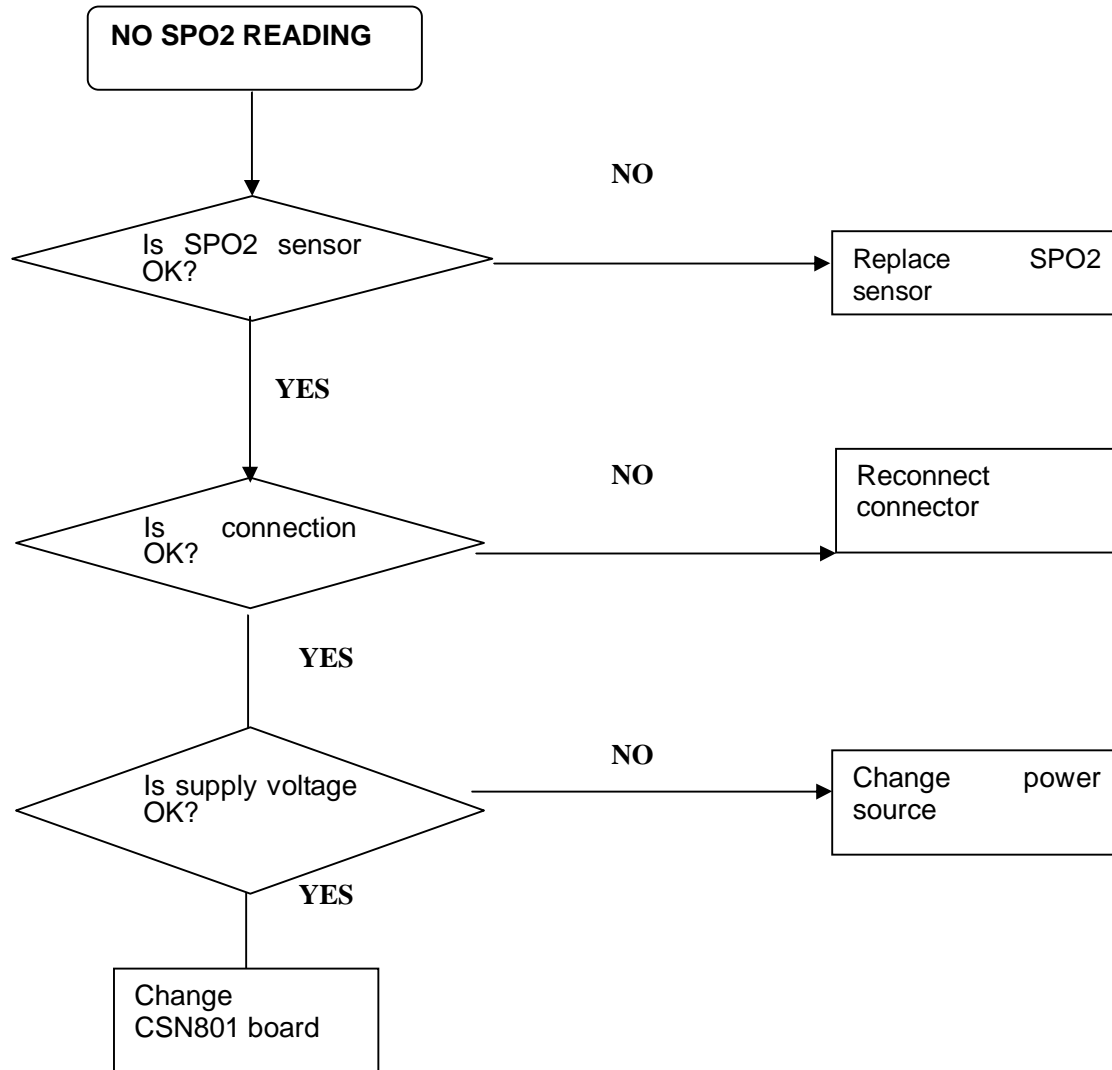 NO SPO2 READING
NO
Is SPO2 sensor
OK?
Replace SPO2
sensor
YES
NO
Is connection
OK?
Reconnect
connector
YES
NO
Is supply voltage
OK?
Change power
source
YES
Change
CSN801 board